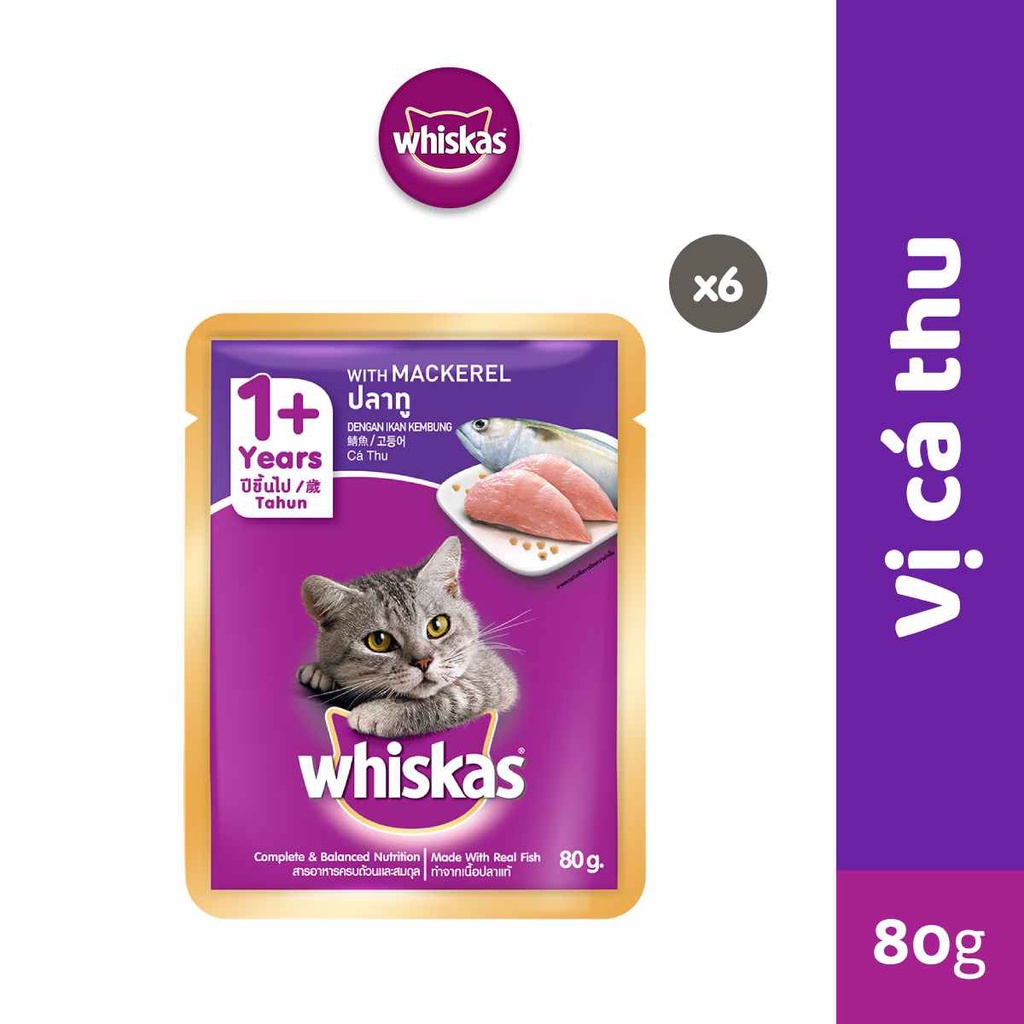 whiskas
x6
1+
Years
ปีขึ้นไป / 歲
Tahun
WITH MACKEREL
ปลาทู
DENGAN IKAN KEMBUNG
鯖魚 / 고등어
Cá Thu
whiskas®
Complete & Balanced Nutrition
สารอาหารครบถ้วนและสมดุล
Made With Real Fish
ทำจากเนื้อปลาแท้
80 g.
Vị cá thu
80g